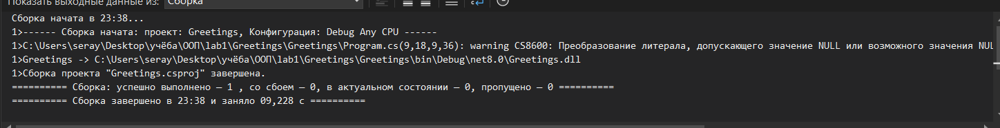 Показать выходные данные из: Сборка
Сборка начата в 23:38...
1>------ Сборка начата: проект: Greetings, Конфигурация: Debug Any CPU ------
1>C:\Users\seray\Desktop\учёба\ООП\lab1\Greetings\Greetings\Program.cs(9,18,9,36): warning CS8600: Преобразование литерала, допускающего значение NULL или возможного значения NUL
1>Greetings -> C:\Users\seray\Desktop\учёба\ООП\lab1\Greetings\Greetings\bin\Debug\net8.0\Greetings.dll
1>Сборка проекта "Greetings.csproj" завершена.
========== Сборка: успешно выполнено — 1 , со сбоем — 0, в актуальном состоянии — 0, пропущено — 0 ==========
========== Сборка завершено в 23:38 и заняло 09,228 с ==========